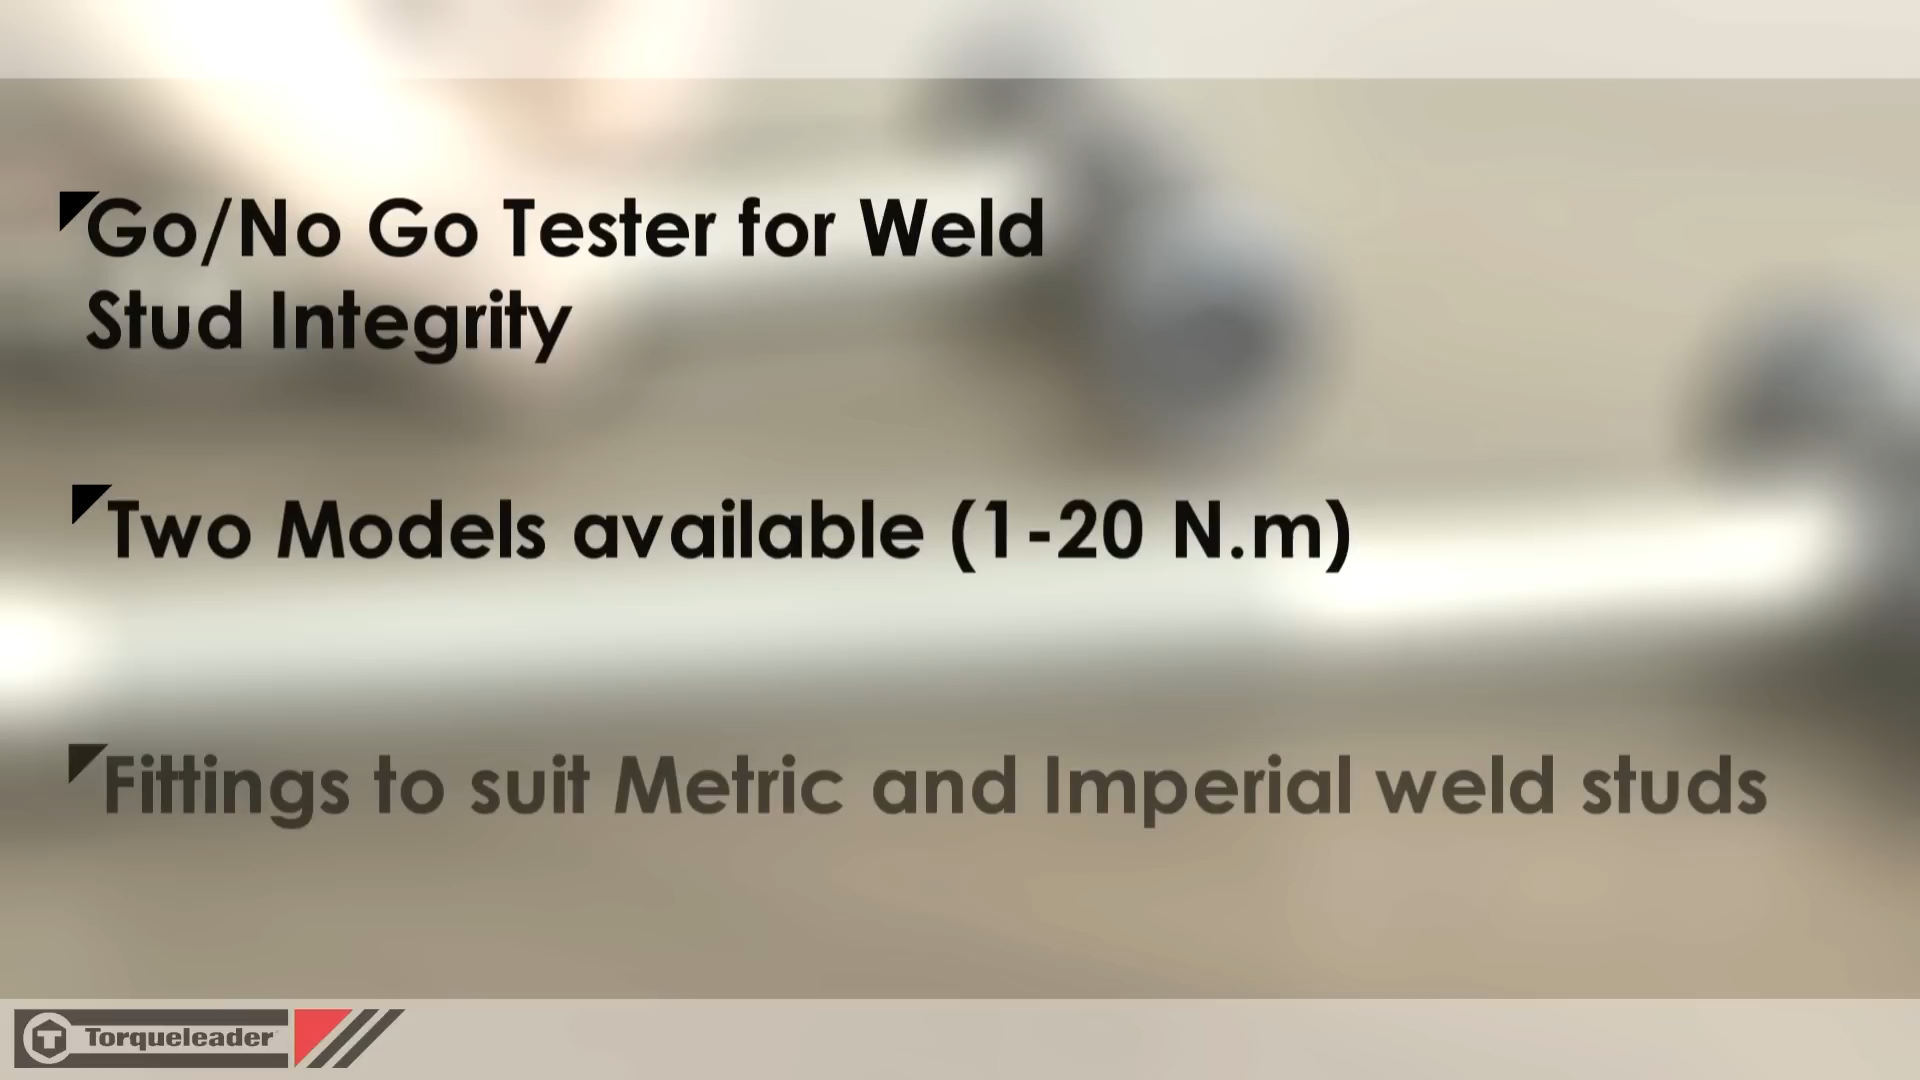 Go/No Go Tester for Weld
Stud Integrity
Two Models available (1-20 N.m)
Fittings to suit Metric and Imperial weld studs
Torqueleader